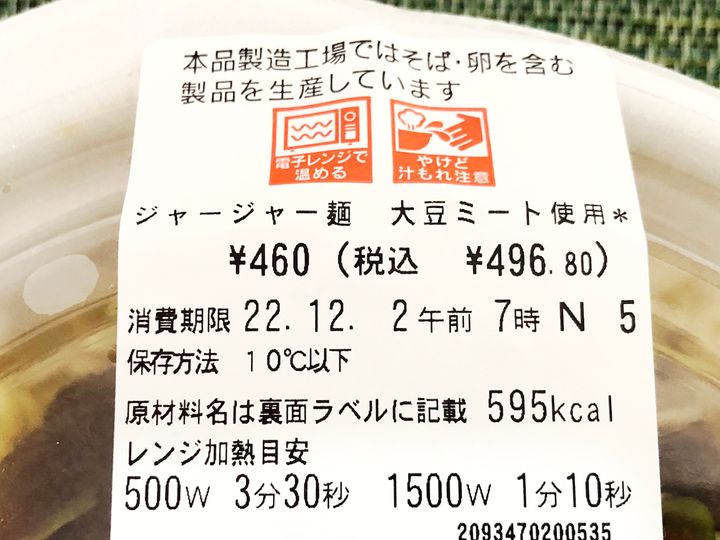 本品製造工場ではそば・卵を含む
製品を生産しています
電子レンジで
温める
やけど
汁もれ注意
ジャージャー麺 大豆ミート使用*
¥460 (税込 ¥496.80)
消費期限 22.12. 2午前 7時 N 5
保存方法 10℃以下
原材料名は裏面ラベルに記載 595kcal
レンジ加熱目安
500W 3分30秒 1500W 1分10秒
2093470200535